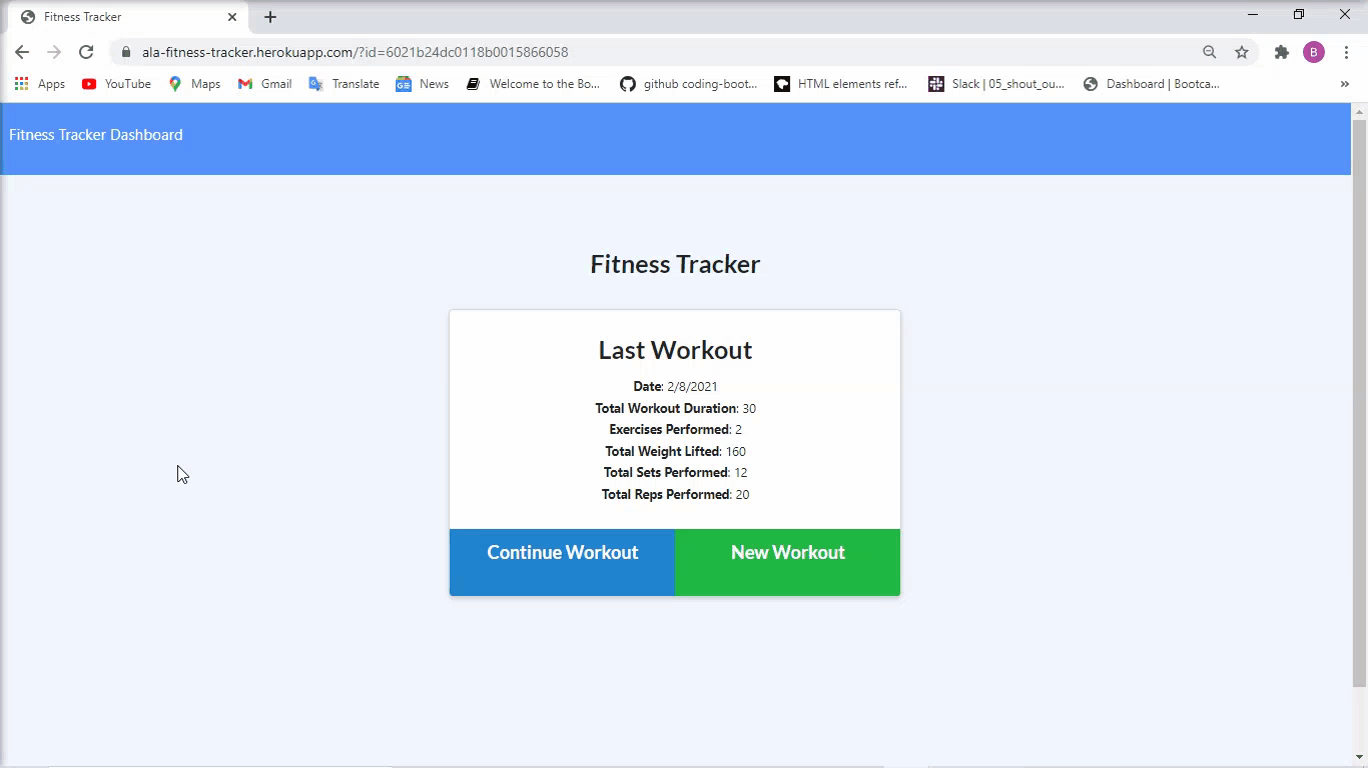 Fitness Tracker
ala-fitness-tracker.herokuapp.com/?id=6021b24dc0118b0015866058
B
Apps YouTube Maps Gmail Translate News Welcome to the Bo... github coding-boot... HTML elements ref... Slack | 05_shout_ou... Dashboard | Bootca... »
Fitness Tracker Dashboard
Fitness Tracker
Last Workout
Date: 2/8/2021
Total Workout Duration: 30
Exercises Performed: 2
Total Weight Lifted: 160
Total Sets Performed: 12
Total Reps Performed: 20
Continue Workout New Workout